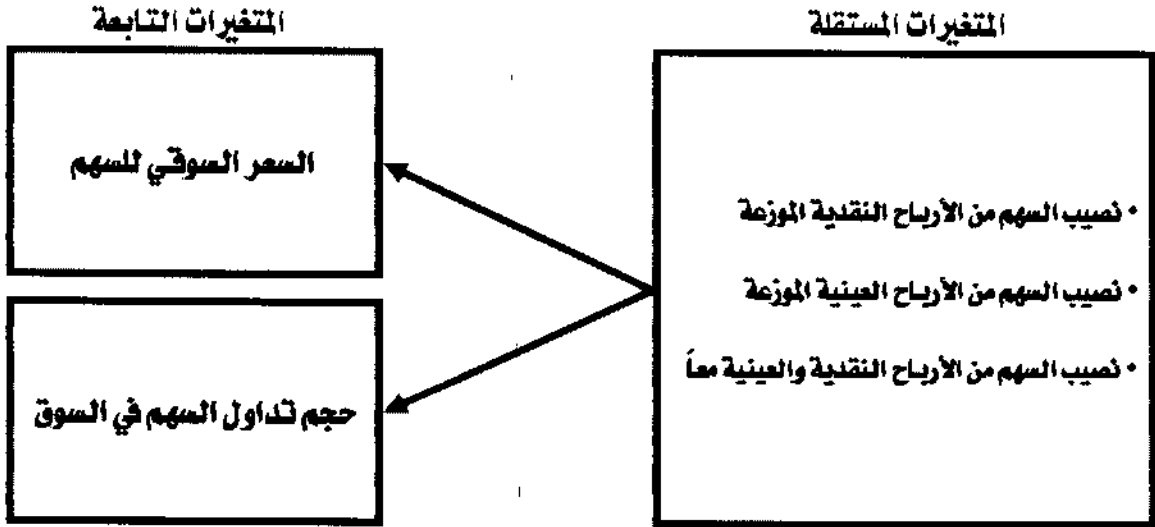 المتغيرات المستقلة
• نصيب السهم من الأرباح النقدية الموزعة
• نصيب السهم من الأرباح العينية الموزعة
• نصيب السهم من الأرباح النقدية والعينية معاً
المتغيرات التابعة
السعر السوقي للسهم
حجم تداول السهم في السوق